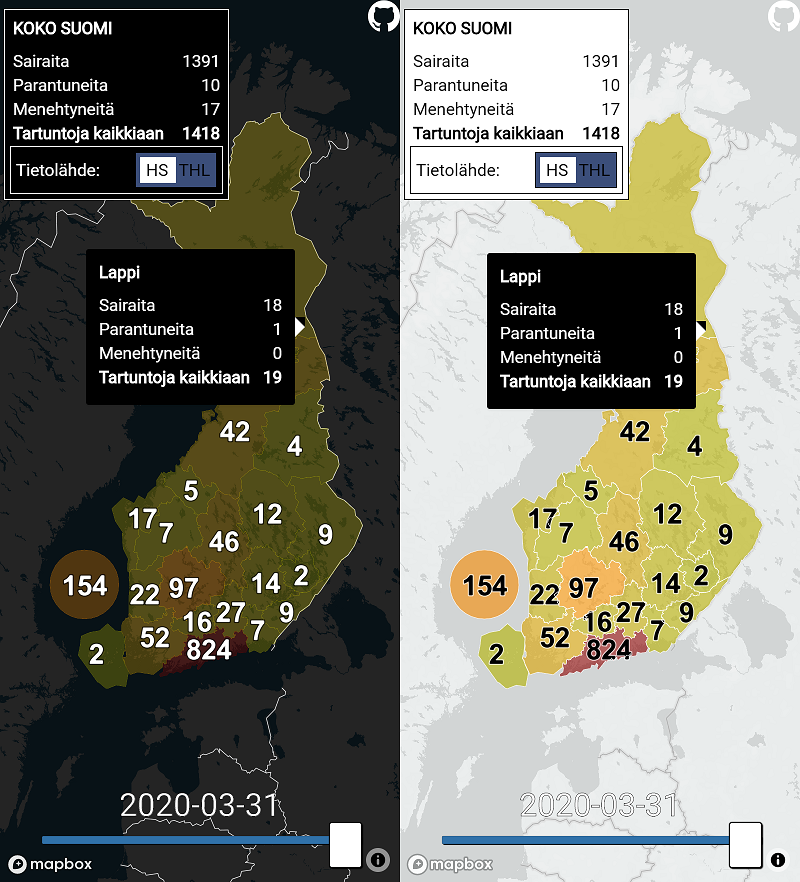 KOKO SUOMI
Sairaita 1391
Parantuneita 10
Menehtyneitä 17
Tartuntoja kaikkiaan 1418
Tietolähde: HS THL
Lappi
Sairaita 18
Parantuneita 1
Menehtyneitä 0
Tartuntoja kaikkiaan 19
42
4
5
17
7
12
46
9
154
22
97
14
2
16
27
9
52
7
2
824
2020-03-31
mapbox
KOKO SUOMI
Sairaita 1391
Parantuneita 10
Menehtyneitä 17
Tartuntoja kaikkiaan 1418
Tietolähde: HS THL
Lappi
Sairaita 18
Parantuneita 1
Menehtyneitä 0
Tartuntoja kaikkiaan 19
42
4
5
17
7
12
46
9
154
22
97
14
2
16
27
9
52
7
2
824
2020-03-31
mapbox